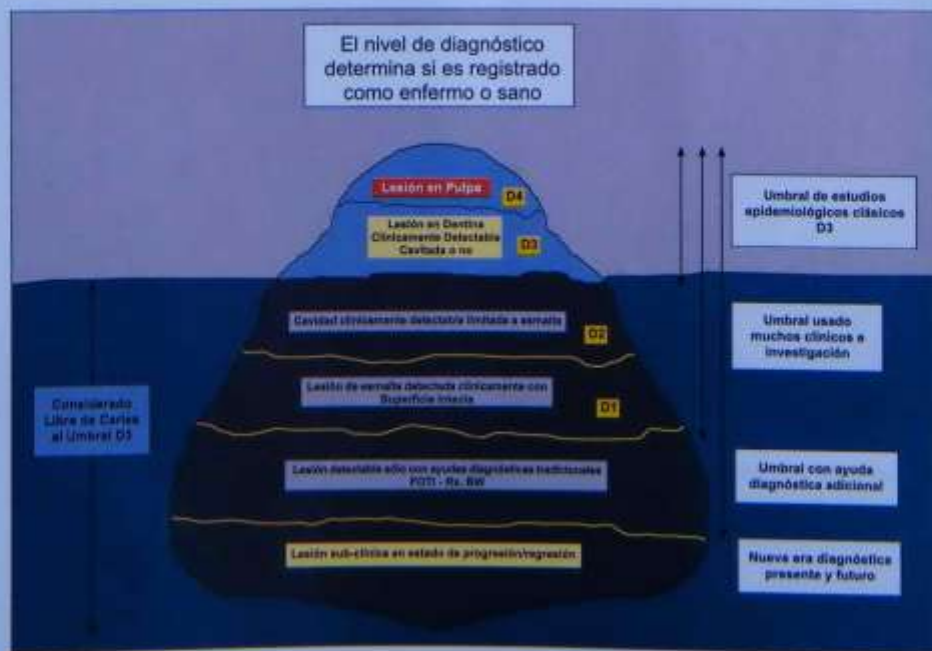 El nivel de diagnóstico
determina si es registrado
como enfermo o sano
Lesión en Pulpa
D4
Lesión en Dentina
Clínicamente Detectable
Cavitada o no
D3
Umbral de estudios
epidemiológicos clásicos
D3
Cavidad clínicamente detectable limitada a esmalte
D2
Umbral usado
muchos clínicos e
investigación
Lesión de esmalte detectada clínicamente con
Superficie intacta
D1
Considerado
Libre de Caries
al Umbral D3
Lesión detectable sólo con ayudas diagnósticas tradicionales
FOTI - Rx. BW
Umbral con ayuda
diagnóstica adicional
Lesión sub-clínica en estado de progresión/regresión
Nueva era diagnóstica
presente y futuro